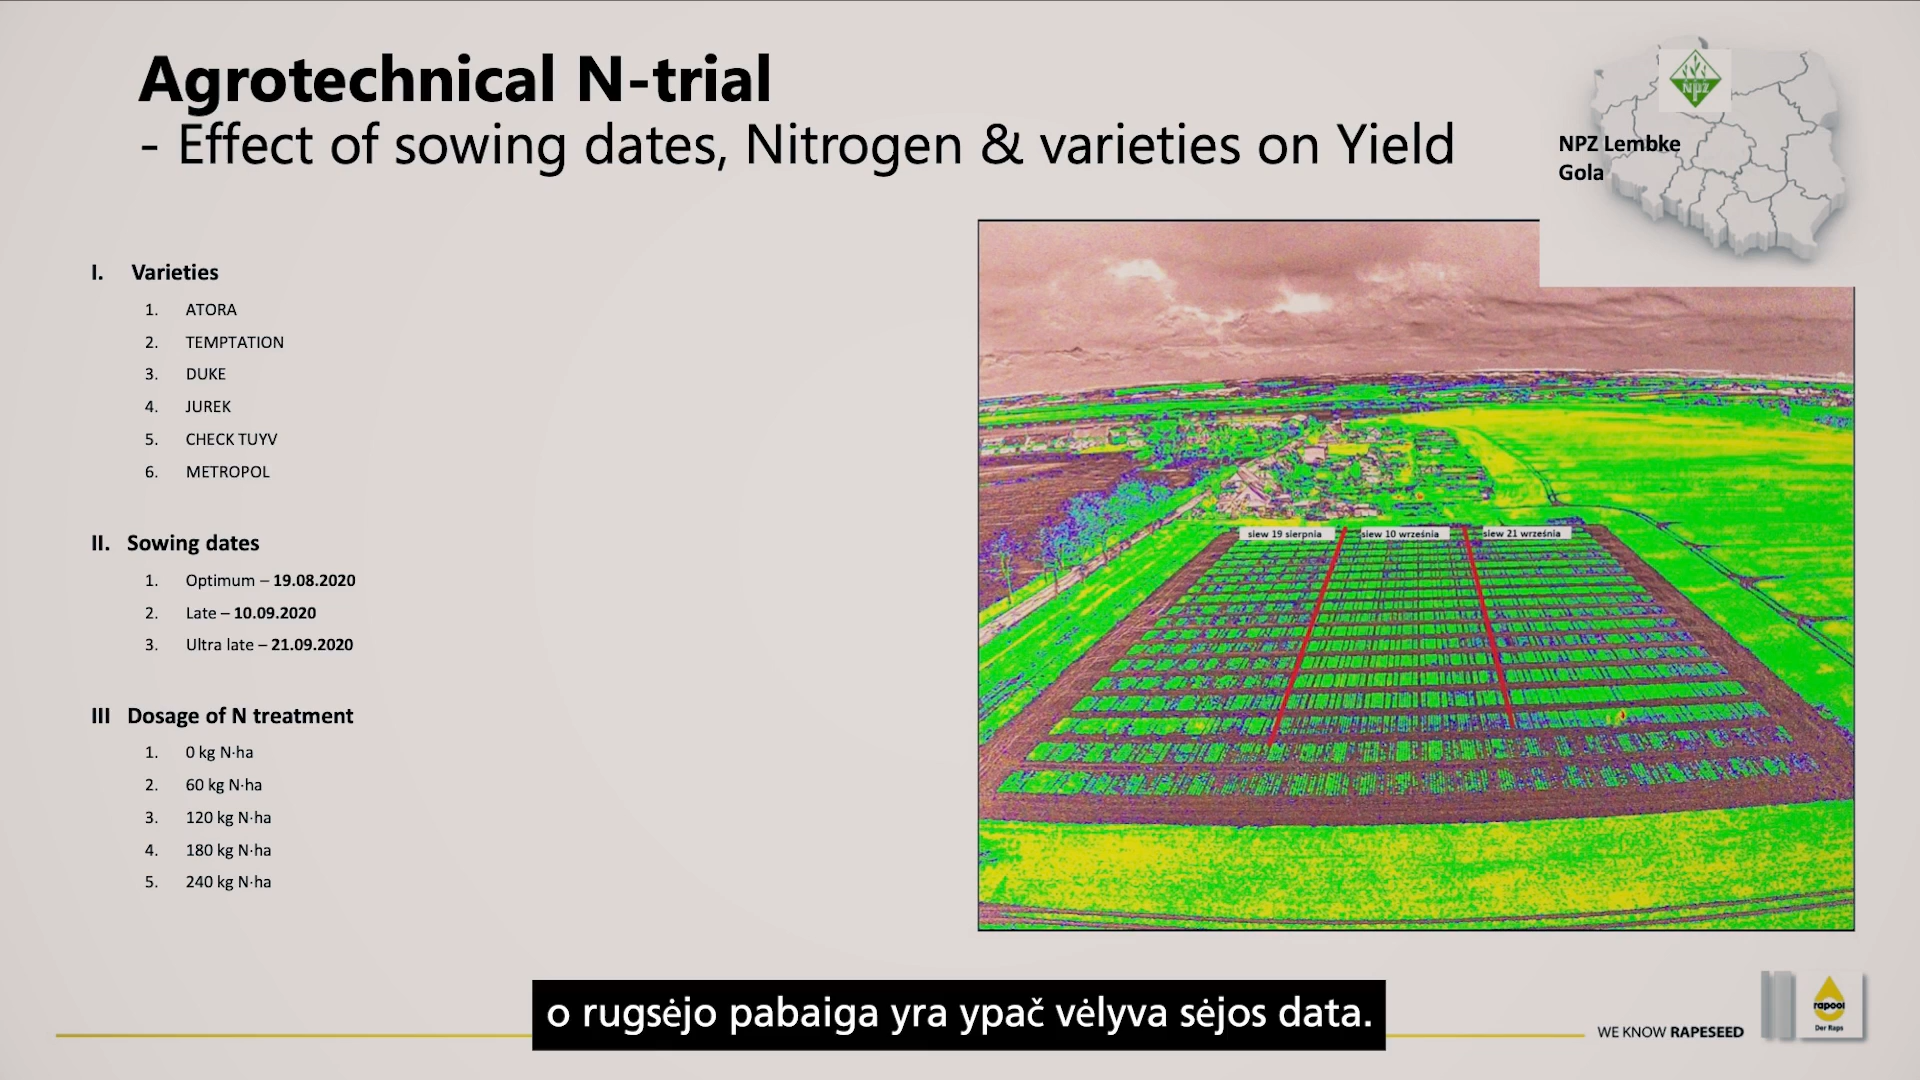 Agrotechnical N-trial
- Effect of sowing dates, Nitrogen & varieties on Yield
NPZ
NPZ Lembke
Gola
I. Varieties
1. ATORA
2. TEMPTATION
3. DUKE
4. JUREK
5. CHECK TUYV
6. METROPOL
II. Sowing dates
1. Optimum – 19.08.2020
2. Late – 10.09.2020
3. Ultra late – 21.09.2020
III Dosage of N treatment
1. 0 kg N·ha
2. 60 kg N·ha
3. 120 kg N·ha
4. 180 kg N·ha
5. 240 kg N·ha
siew 19 sierpnia
siew 10 września
siew 21 września
o rugsėjo pabaiga yra ypač vėlyva sėjos data.
WE KNOW RAPESEED
rapool
Der Raps